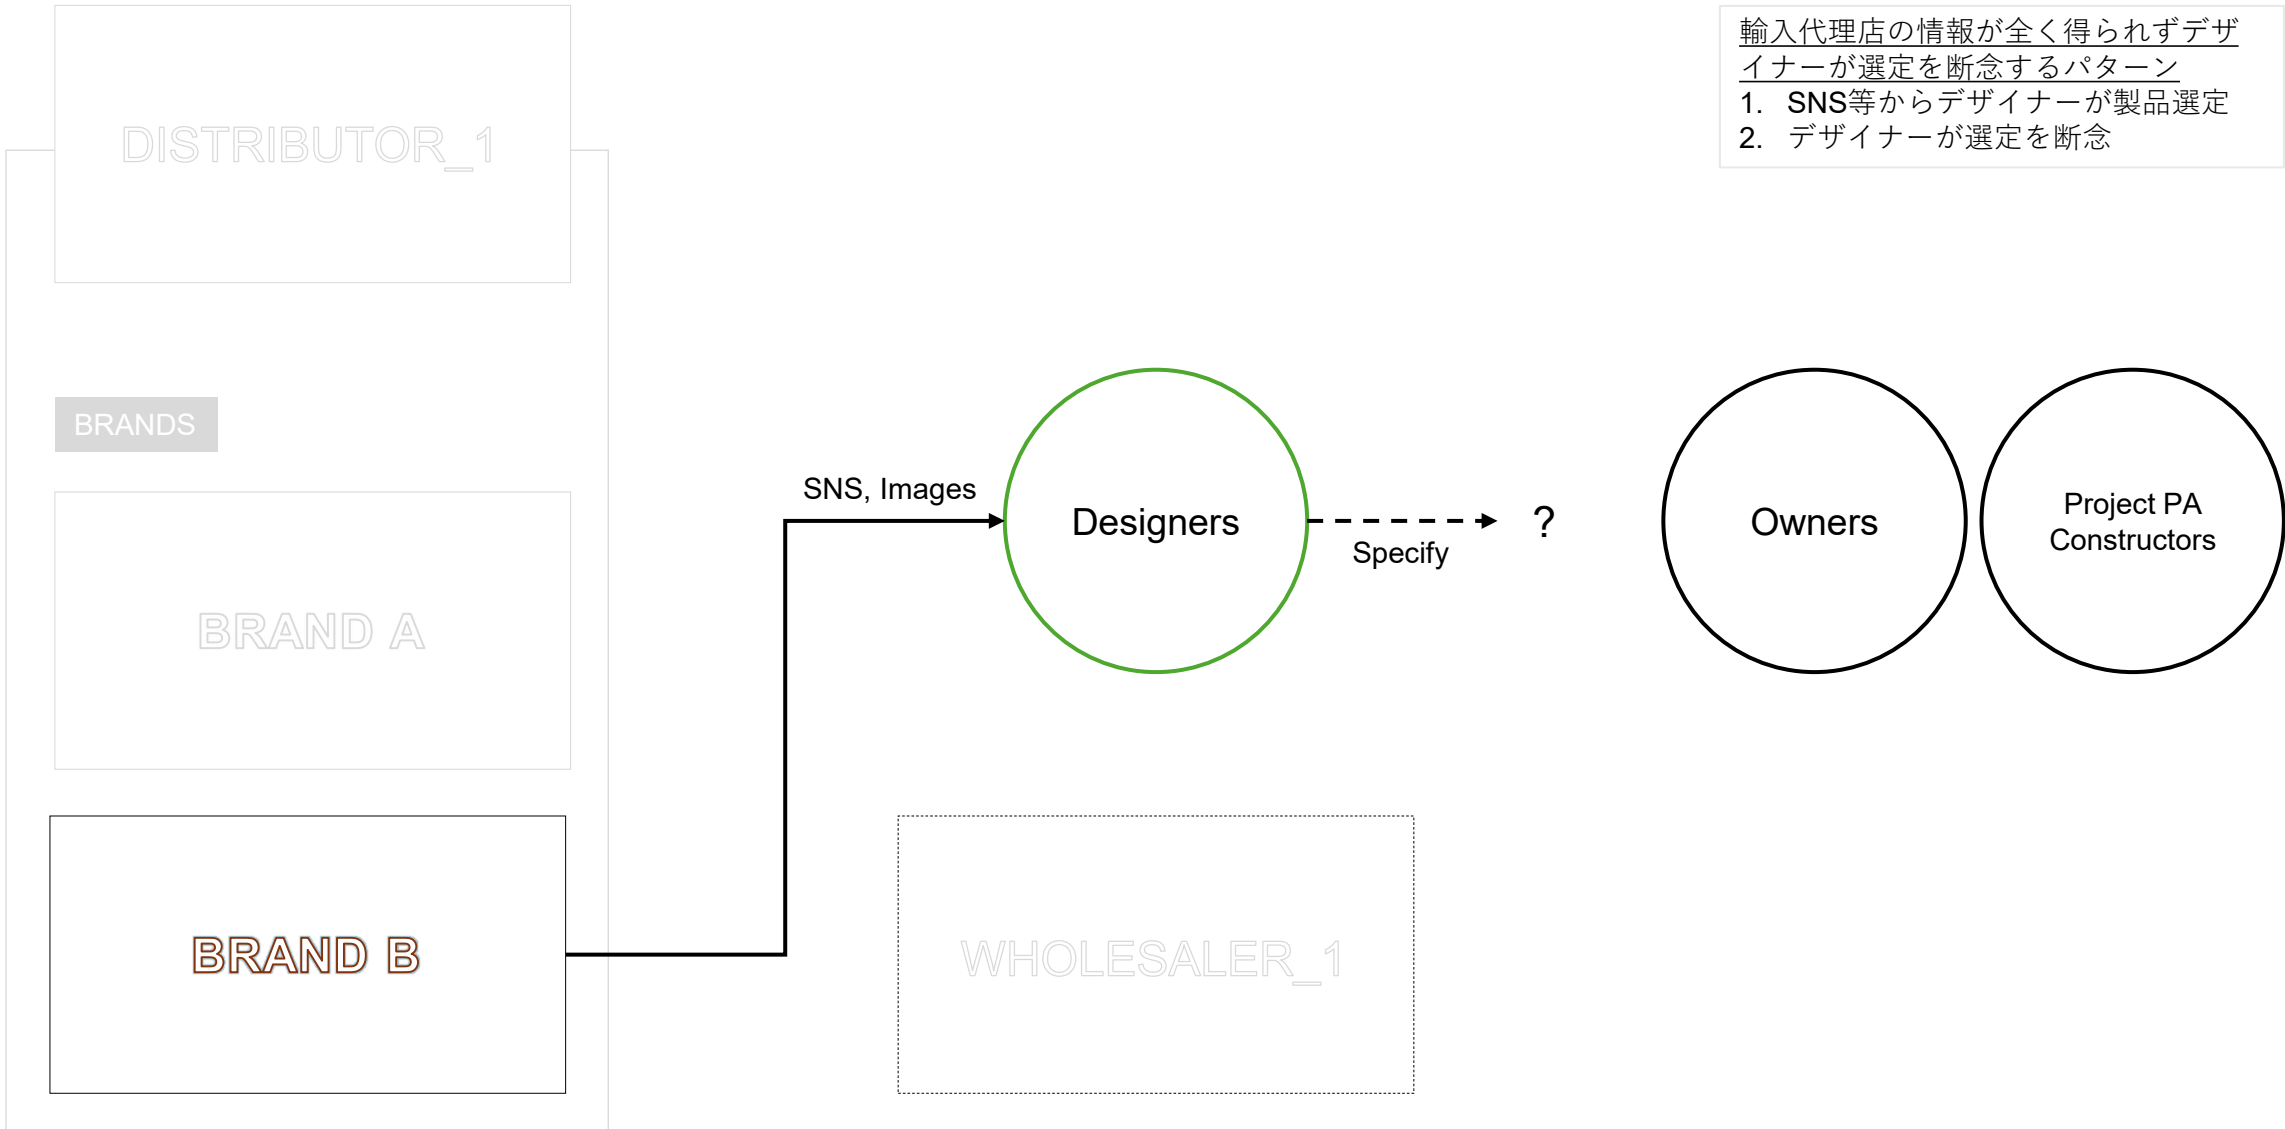 輸入代理店の情報が全く得られずデザ
イナーが選定を断念するパターン
1. SNS等からデザイナーが製品選定
2. デザイナーが選定を断念
DISTRIBUTOR_1
BRANDS
BRAND A
BRAND B
SNS, Images
Designers
Specify
?
Owners
Project PA
Constructors
WHOLESALER_1